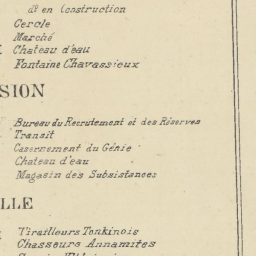 dº en Construction
Cercle
Marché
Chateau d'eau
Fontaine Chavassieux
SION
Bureau du Recrutement et des Réserves
Transit
Casernement du Génie
Chateau d'eau
Magasin des Subsistances
LLE
Tirailleurs Tonkinois
Chasseurs Annamites